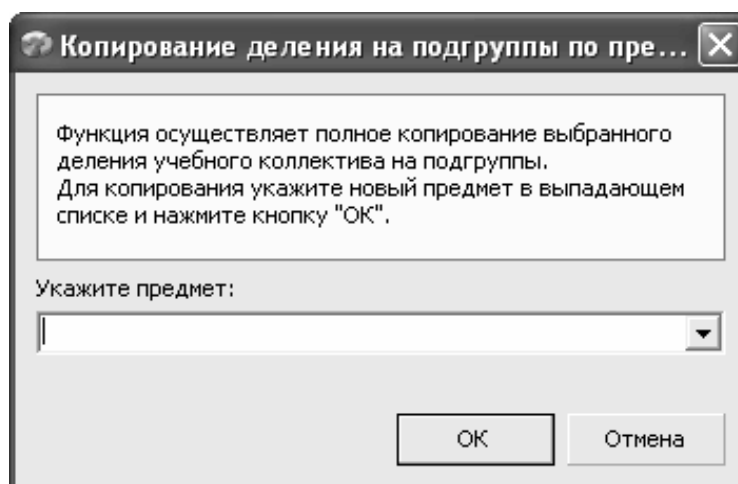 Копирование деления на подгруппы по пре...
Функция осуществляет полное копирование выбранного
деления учебного коллектива на подгруппы.
Для копирования укажите новый предмет в выпадающем
списке и нажмите кнопку "ОК".
Укажите предмет:
ОК
Отмена